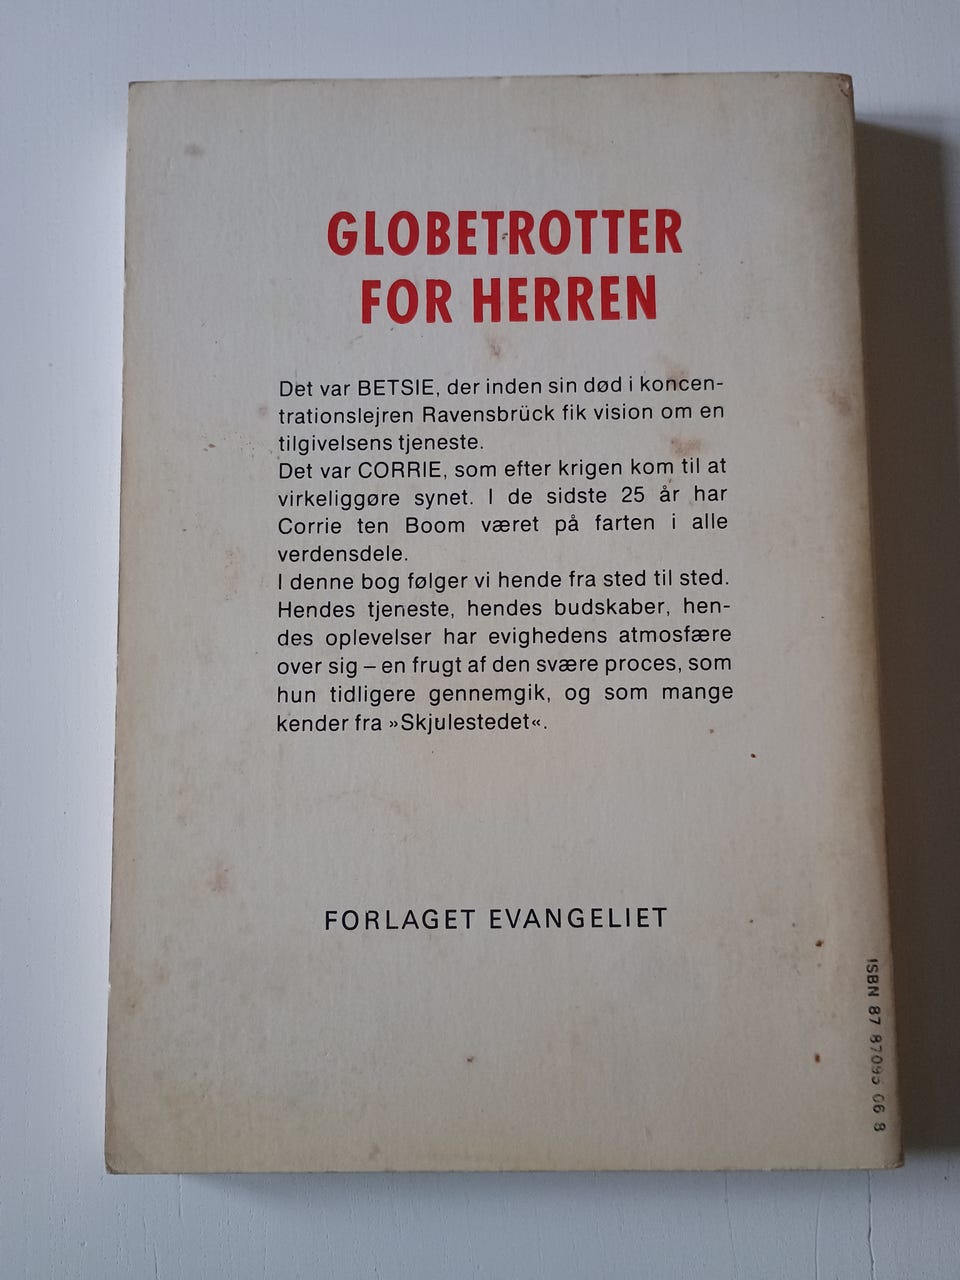 GLOBETROTTER
FOR HERREN
Det var BETSIE, der inden sin død i koncen-
trationslejren Ravensbrück fik vision om en
tilgivelsens tjeneste.
Det var CORRIE, som efter krigen kom til at
virkeliggøre synet. I de sidste 25 år har
Corrie ten Boom været på farten i alle
verdensdele.
I denne bog følger vi hende fra sted til sted.
Hendes tjeneste, hendes budskaber, hen-
des oplevelser har evighedens atmosfære
over sig – en frugt af den svære proces, som
hun tidligere gennemgik, og som mange
kender fra »Skjulestedet«.
FORLAGET EVANGELIET
ISBN 87 87095 06 8